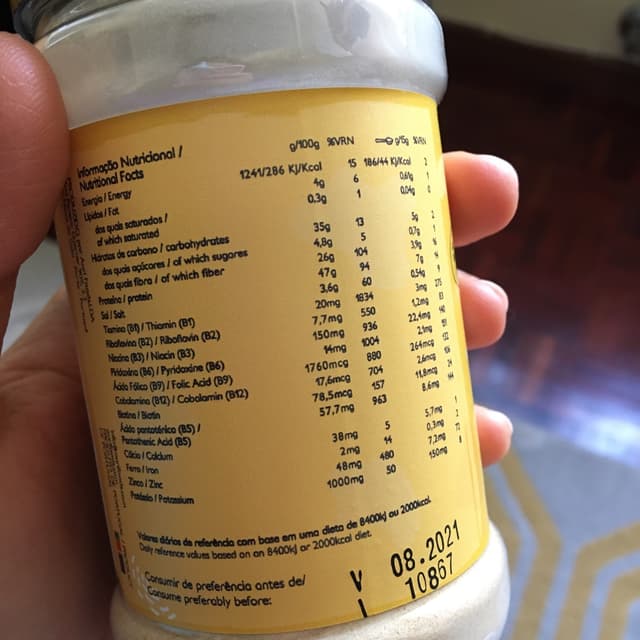 g/100g %VRN g/15g %VRN
Informação Nutricional /
Nutritional Facts
Energia / Energy 1241/286 KJ/Kcal 15 186/44 KJ/Kcal 2
Lípidos / Fat 4g 6 0,61g 1
dos quais saturados /
of which saturated 0.3g 1 0,04g 0
Hidratos de carbono / carbohydrates 35g 13 5g 2
dos quais açúcares / of which sugares 4,8g 5 0,7g
dos quais fibra / of which fiber 26g 104 3,9g
Proteína / protein 47g 94 7g
Sal / Salt 3.6g 60 0,54g
Tiamina (B1) / Thiamin (B1) 20mg 1834 3mg 275
Riboflavina (B2) / Riboflavin (B2) 7,7mg 550 1,2mg
Niacina (B3) / Niacin (B3) 150mg 936 22,4mg 140
Piridoxina (B6) / Pyridoxine (B6) 14mg 1004 2,1mg
Ácido Fólico (B9) / Folic Acid (B9) 1760mcg 880 264mcg
Cobalamina (B12) / Cobalamin (B12) 17,6mcg 704 2,6mcg
Biotina / Biotin 78,5mcg 157 11,8mcg 24
Ácido pantoténico (B5) /
Pantothenic Acid (B5) 57,7mg 963 8,6mg
Cálcio / Calcium 38mg 5 5,7mg 1
Ferro / Iron 2mg 14 0,3mg 2
Zinco / Zinc 48mg 480 7,2mg 72
Potássio / Potassium 1000mg 50 150mg 8
Valores diários de referência com base em uma dieta de 8400kJ ou 2000kcal.
Daily reference values based on an 8400kJ or 2000kcal diet.
Consumir de preferência antes de/
Consume preferably before:
V 08.2021
L 10867